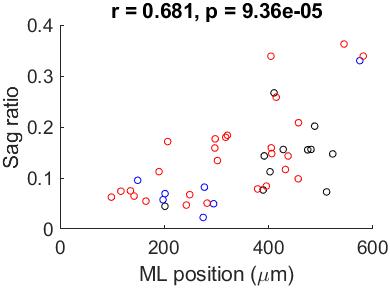 r = 0.681, p = 9.36e-05
0.4
0.3
0.2
0.1
0
Sag ratio
0 200 400 600
ML position (μm)